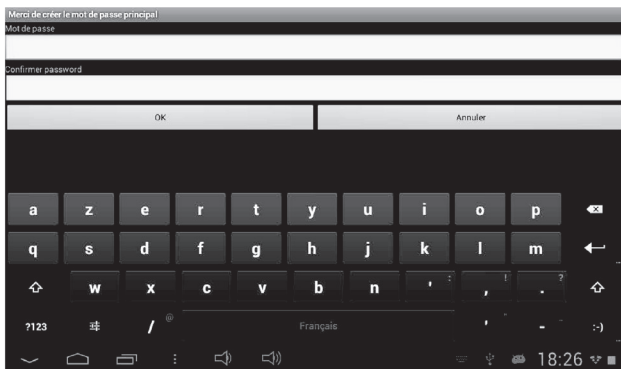 Merci de créer le mot de passe principal
Mot de passe
Confirmer password
OK Annuler
a z e r t y u i o p
q s d f g h j k l m
w x c v b n ' : , ! . ?
?123 / @ Français ' " - :-)
18:26